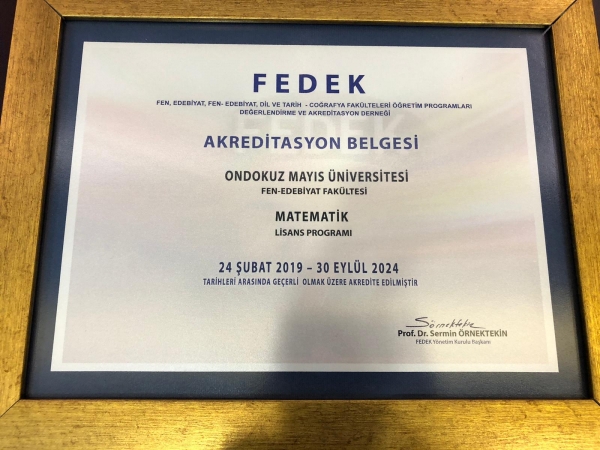 FEDEK
FEN, EDEBİYAT, FEN- EDEBİYAT, DİL VE TARİH - COĞRAFYA FAKÜLTELERİ ÖĞRETİM PROGRAMLARI
DEĞERLENDİRME VE AKREDİTASYON DERNEĞİ
AKREDİTASYON BELGESİ
ONDOKUZ MAYIS ÜNİVERSİTESİ
FEN-EDEBİYAT FAKÜLTESİ
MATEMATİK
LİSANS PROGRAMI
24 ŞUBAT 2019 – 30 EYLÜL 2024
TARİHLERİ ARASINDA GEÇERLİ OLMAK ÜZERE AKREDİTE EDİLMİŞTİR
Sörnektekin
Prof. Dr. Sermin ÖRNEKTEKİN
FEDEK Yönetim Kurulu Başkanı